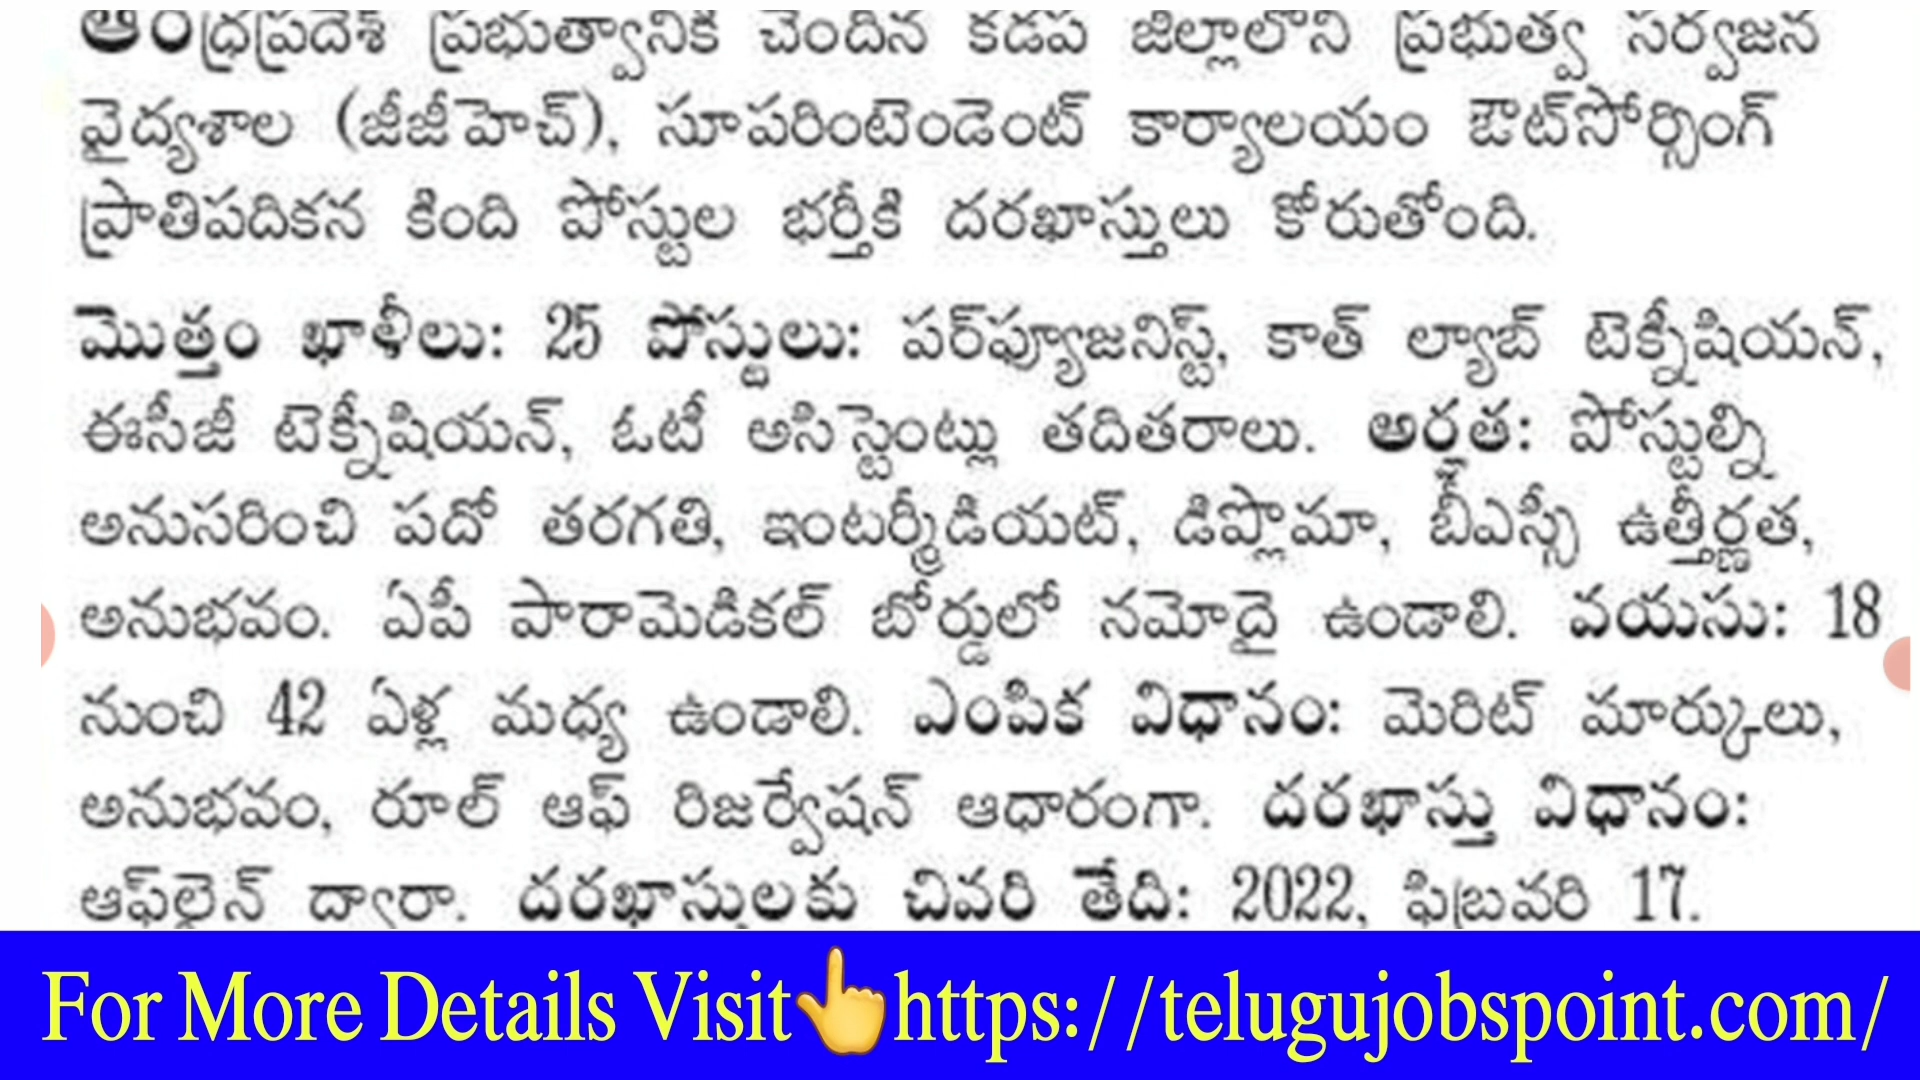 ఆంధ్రప్రదేశ్ ప్రభుత్వానికి చెందిన కడప జిల్లాలోని ప్రభుత్వ సర్వజన
వైద్యశాల (జీజీహెచ్), సూపరింటెండెంట్ కార్యాలయం ఔట్‌సోర్సింగ్
ప్రాతిపదికన కింది పోస్టుల భర్తీకి దరఖాస్తులు కోరుతోంది.
మొత్తం ఖాళీలు: 25 పోస్టులు: పర్‌ఫ్యూజనిస్ట్, కాత్ ల్యాబ్ టెక్నీషియన్,
ఈసీజీ టెక్నీషియన్, ఓటీ అసిస్టెంట్లు తదితరాలు. అర్హత: పోస్టుల్ని
అనుసరించి పదో తరగతి, ఇంటర్మీడియట్, డిప్లొమా, బీఎస్సీ ఉత్తీర్ణత,
అనుభవం. ఏపీ పారామెడికల్ బోర్డులో నమోదై ఉండాలి. వయసు: 18
నుంచి 42 ఏళ్ల మధ్య ఉండాలి. ఎంపిక విధానం: మెరిట్ మార్కులు,
అనుభవం, రూల్ ఆఫ్ రిజర్వేషన్ ఆధారంగా. దరఖాస్తు విధానం:
ఆఫ్‌లైన్ ద్వారా. దరఖాస్తులకు చివరి తేది: 2022, ఫిబ్రవరి 17.
For More Details Visit👆https://telugujobspoint.com/